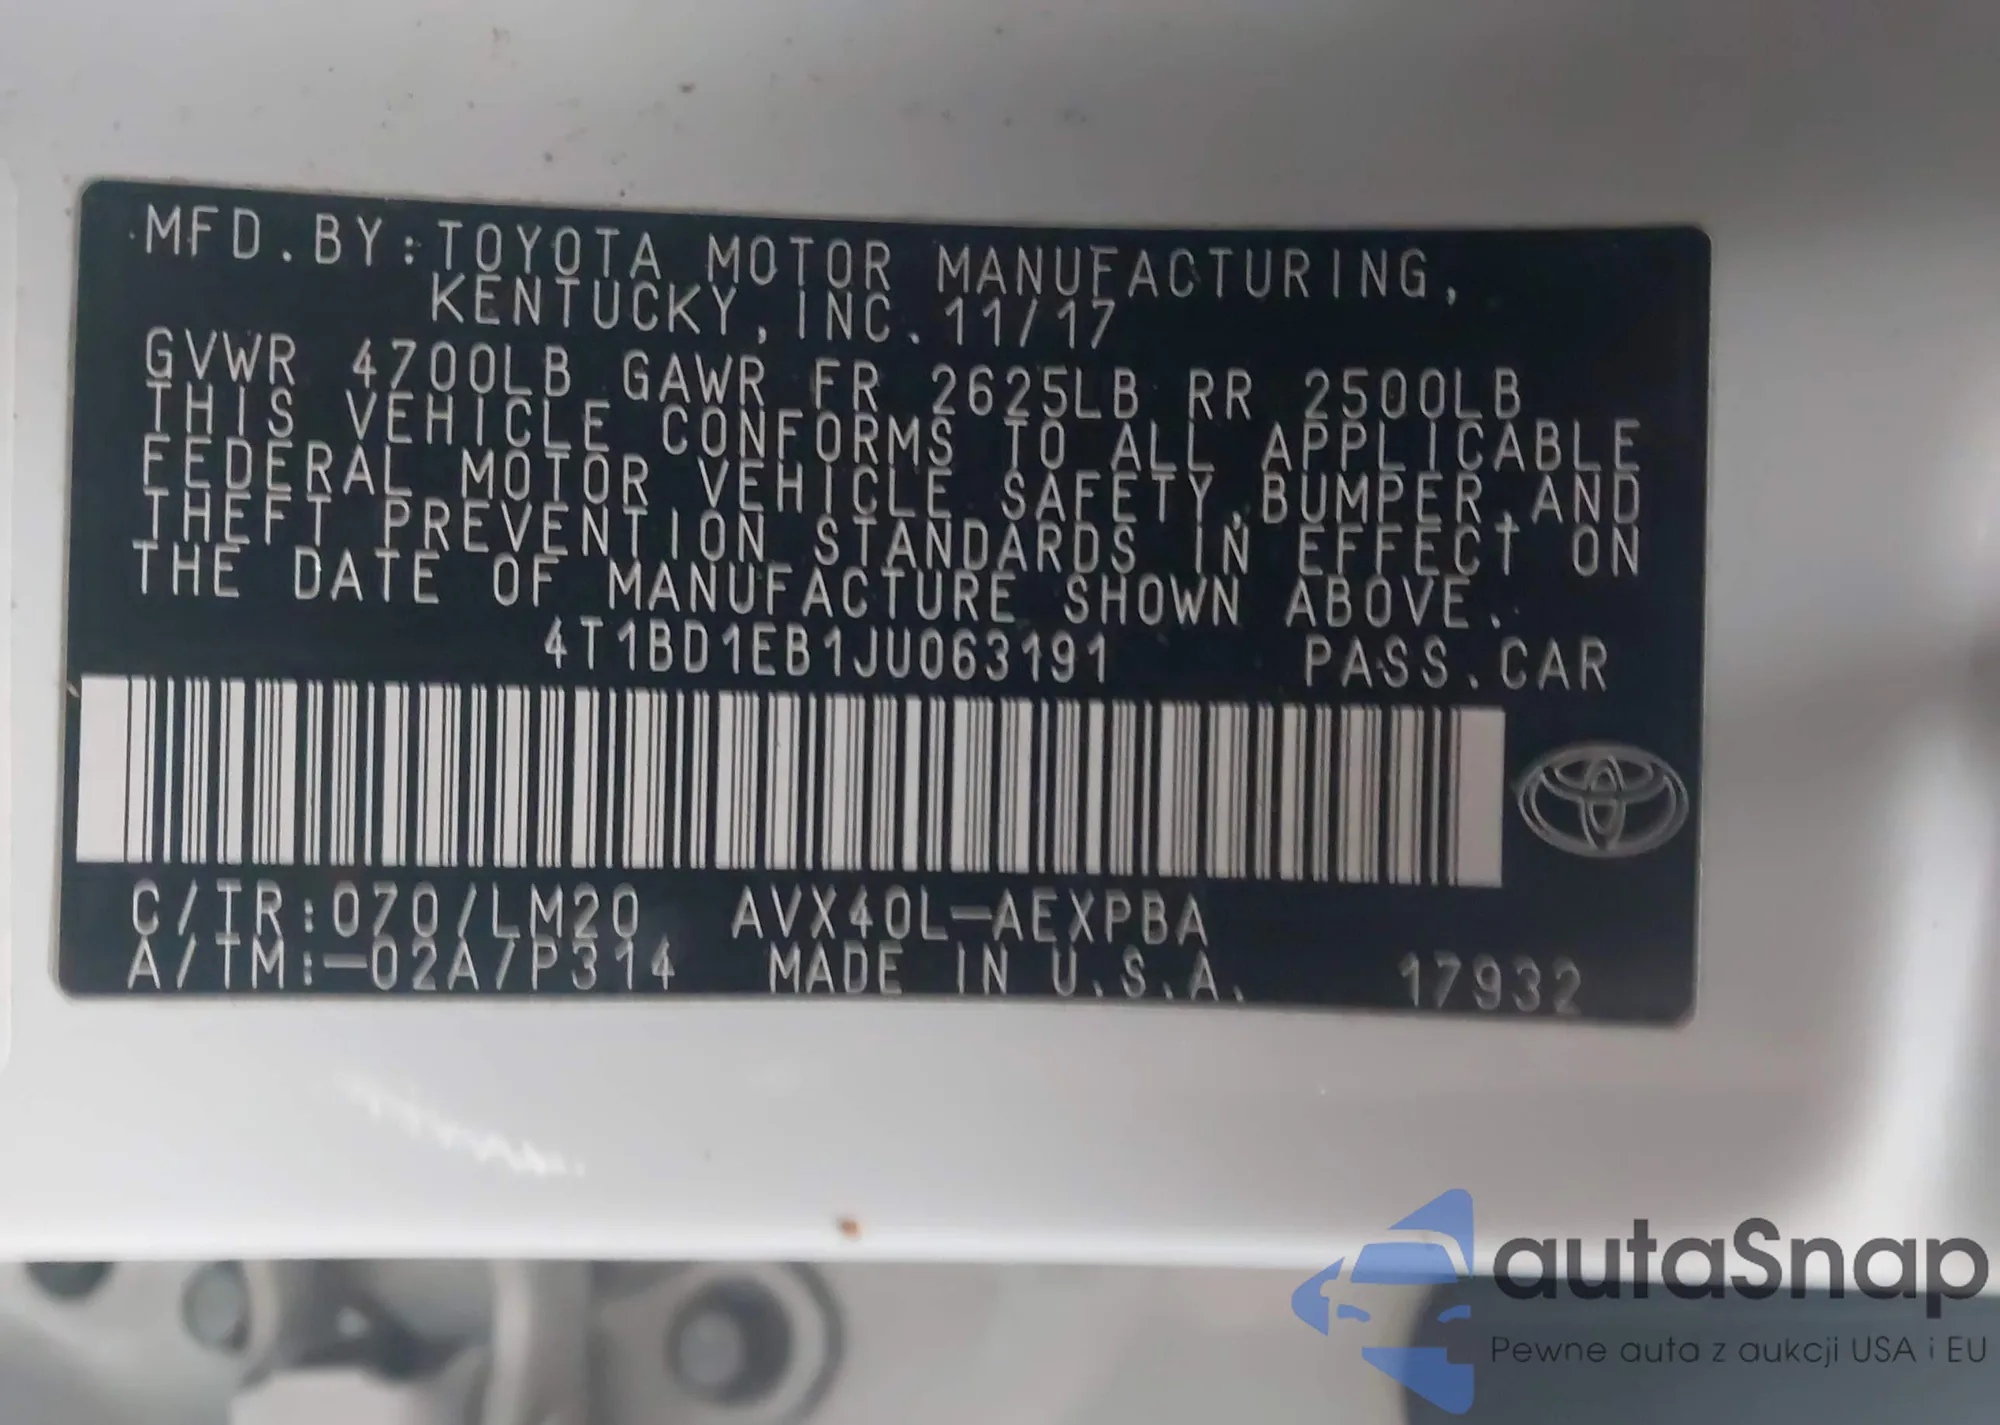 MFD.BY:TOYOTA MOTOR MANUFACTURING,
KENTUCKY, INC. 11/17
GVWR 4700LB GAWR FR 2625LB RR 2500LB
THIS VEHICLE CONFORMS TO ALL APPLICABLE
FEDERAL MOTOR VEHICLE SAFETY,BUMPER,AND
THEFT PREVENTION STANDARDS IN EFFECT ON
THE DATE OF MANUFACTURE SHOWN ABOVE.
4T1BD1EB1JU063191 PASS.CAR
C/TR:070/LM20 AVX40L-AEXPBA
A/TM:-02A/P314 MADE IN U.S.A. 17932
autaSnap
Pewne auta z aukcji USA i EU